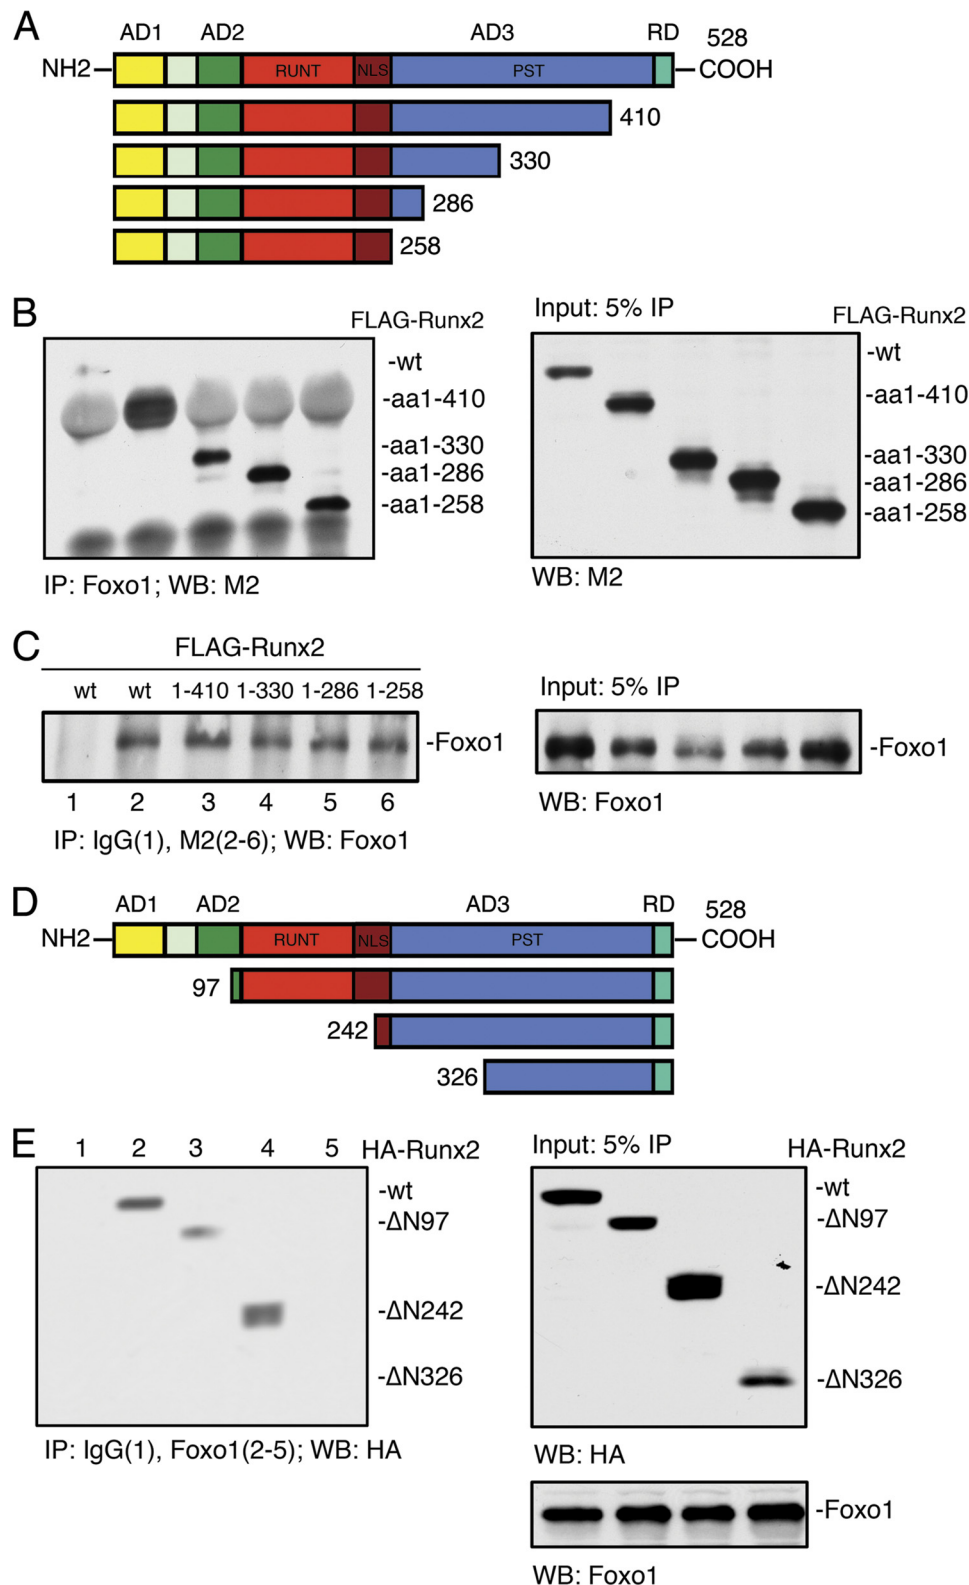 A
AD1 AD2 AD3 RD 528
NH2 RUNT NLS PST COOH
410
330
286
258
B
FLAG-Runx2
-wt
-aa1-410
-aa1-330
-aa1-286
-aa1-258
IP: Foxo1; WB: M2
Input: 5% IP
FLAG-Runx2
-wt
-aa1-410
-aa1-330
-aa1-286
-aa1-258
WB: M2
C
FLAG-Runx2
wt wt 1-410 1-330 1-286 1-258
-Foxo1
1 2 3 4 5 6
IP: IgG(1), M2(2-6); WB: Foxo1
Input: 5% IP
-Foxo1
WB: Foxo1
D
AD1 AD2 AD3 RD 528
NH2 RUNT NLS PST COOH
97
242
326
E
1 2 3 4 5 HA-Runx2
-wt
-ΔN97
-ΔN242
-ΔN326
IP: IgG(1), Foxo1(2-5); WB: HA
Input: 5% IP
HA-Runx2
-wt
-ΔN97
-ΔN242
-ΔN326
WB: HA
-Foxo1
WB: Foxo1